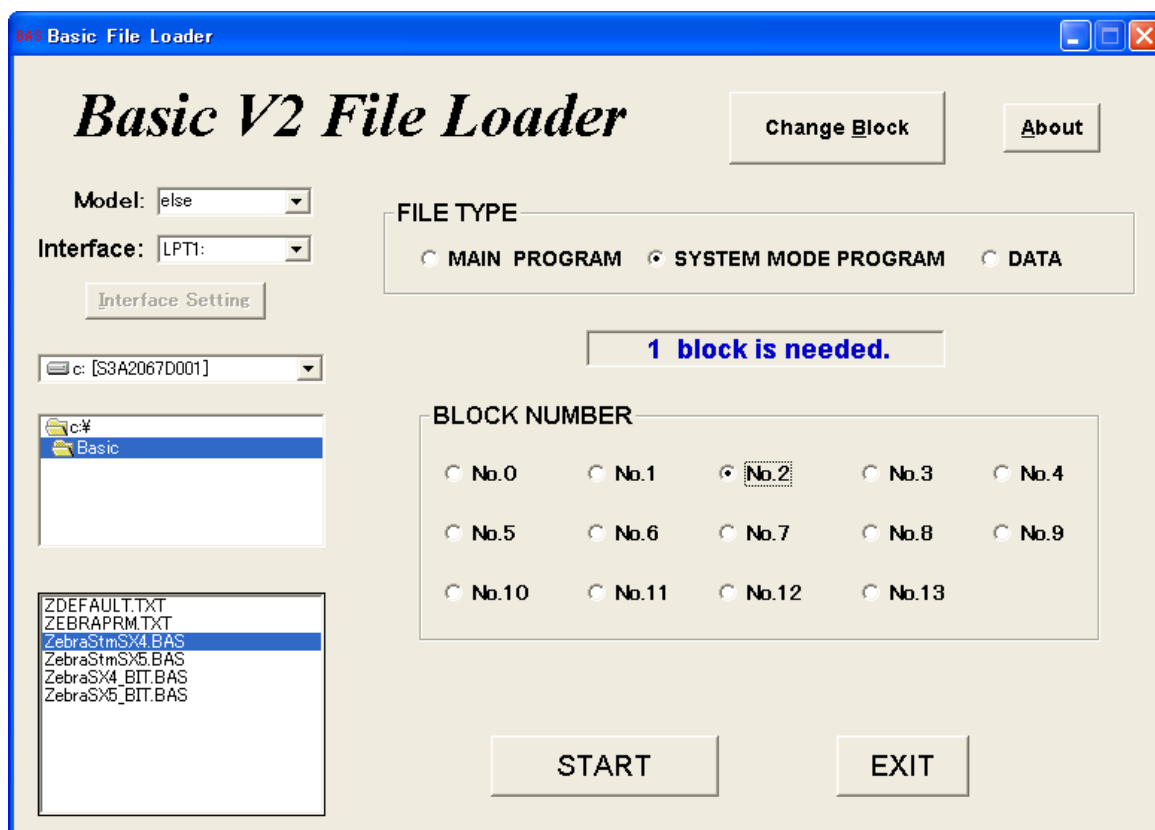 BAS Basic File Loader
Basic V2 File Loader
Change Block
About
Model: else
Interface: LPT1:
Interface Setting
c: [S3A2067D001]
c:¥
Basic
ZDEFAULT.TXT
ZEBRAPRM.TXT
ZebraStmSX4.BAS
ZebraStmSX5.BAS
ZebraSX4_BIT.BAS
ZebraSX5_BIT.BAS
FILE TYPE
MAIN PROGRAM SYSTEM MODE PROGRAM DATA
1 block is needed.
BLOCK NUMBER
No.0 No.1 No.2 No.3 No.4
No.5 No.6 No.7 No.8 No.9
No.10 No.11 No.12 No.13
START EXIT